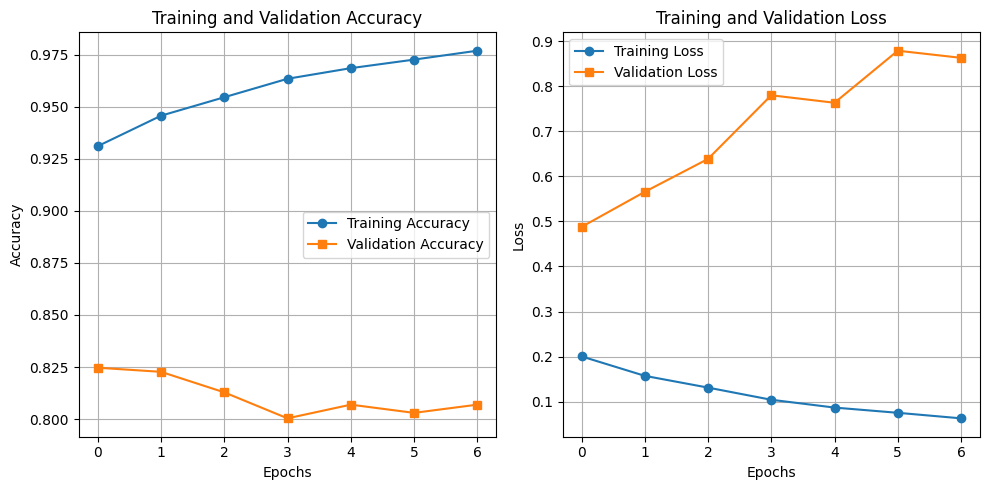 Training and Validation Accuracy
Accuracy
0.975
0.950
0.925
0.900
0.875
0.850
0.825
0.800
Training Accuracy
Validation Accuracy
0 1 2 3 4 5 6
Epochs
Training and Validation Loss
Loss
0.9
0.8
0.7
0.6
0.5
0.4
0.3
0.2
0.1
Training Loss
Validation Loss
0 1 2 3 4 5 6
Epochs